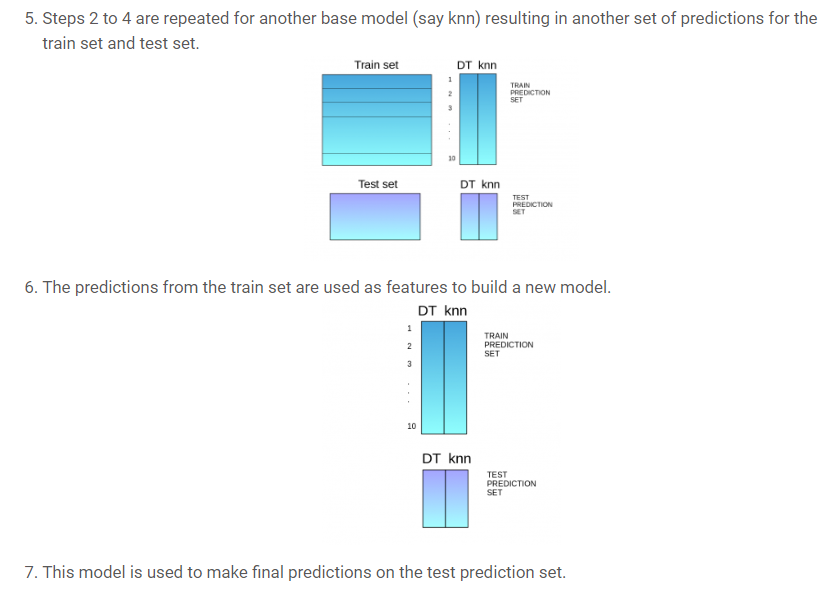 5. Steps 2 to 4 are repeated for another base model (say knn) resulting in another set of predictions for the
train set and test set.
Train set
DT knn
1
2
3
.
.
.
10
TRAIN
PREDICTION
SET
Test set
DT knn
TEST
PREDICTION
SET
6. The predictions from the train set are used as features to build a new model.
DT knn
1
2
3
.
.
.
10
TRAIN
PREDICTION
SET
DT knn
TEST
PREDICTION
SET
7. This model is used to make final predictions on the test prediction set.